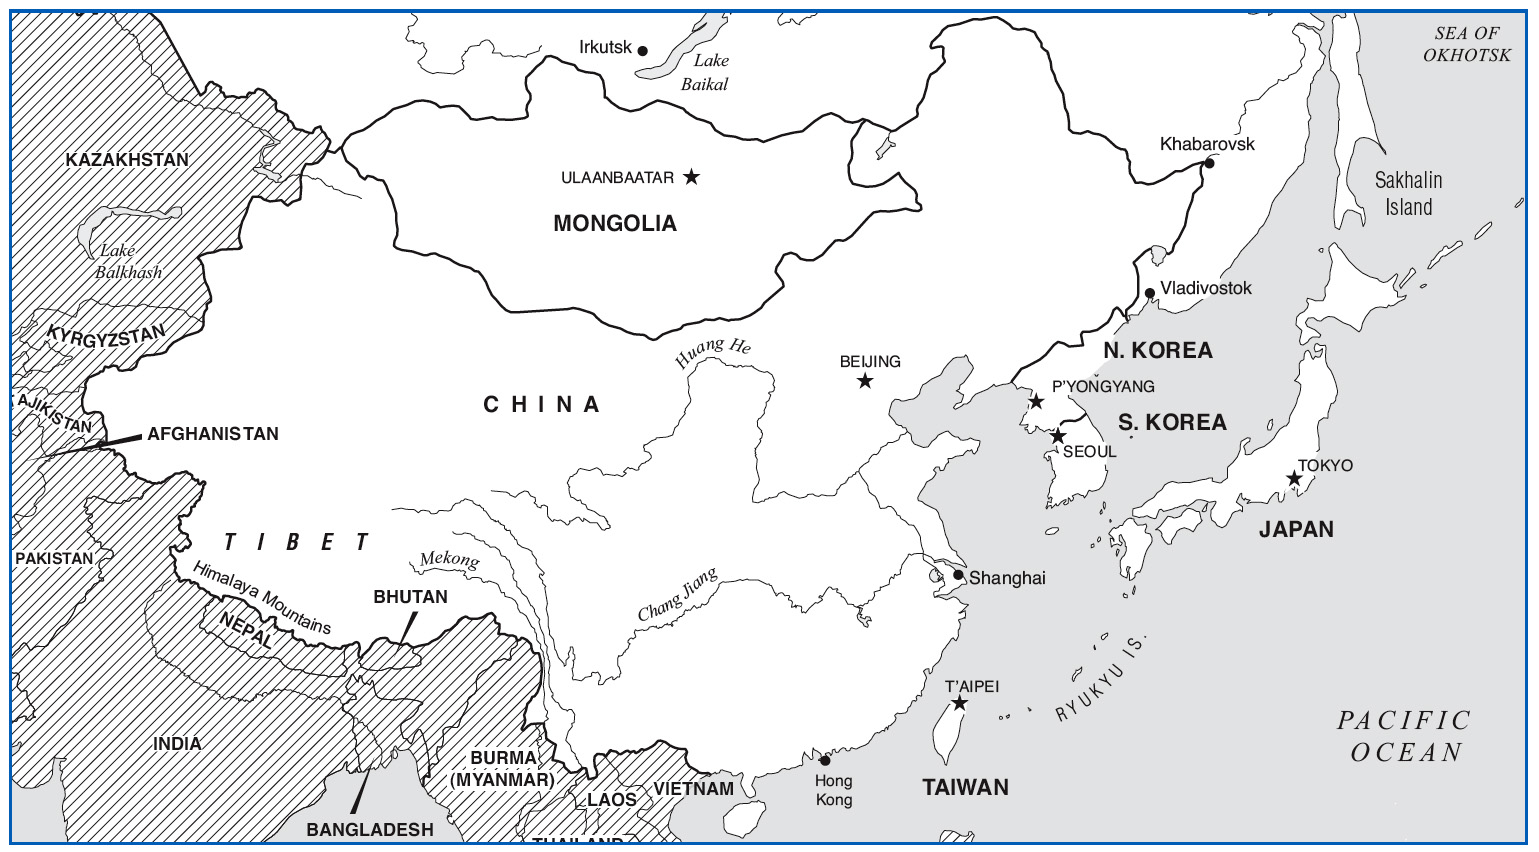 SEA OF
OKHOTSK
Irkutsk
Lake
Baikal
Khabarovsk
KAZAKHSTAN
ULAANBAATAR
Sakhalin
Island
MONGOLIA
Lake
Balkhash
Vladivostok
KYRGYZSTAN
Huang He
N. KOREA
BEIJING
P'YŎNGYANG
CHINA
AJIKISTAN
S. KOREA
AFGHANISTAN
SEOUL
TOKYO
JAPAN
TIBET
PAKISTAN
Mekong
Himalaya Mountains
Chang Jiang
Shanghai
BHUTAN
NEPAL
RYUKYU IS.
T'AIPEI
PACIFIC
OCEAN
INDIA
BURMA
(MYANMAR)
VIETNAM
Hong
Kong
TAIWAN
LAOS
BANGLADESH
THAILAND